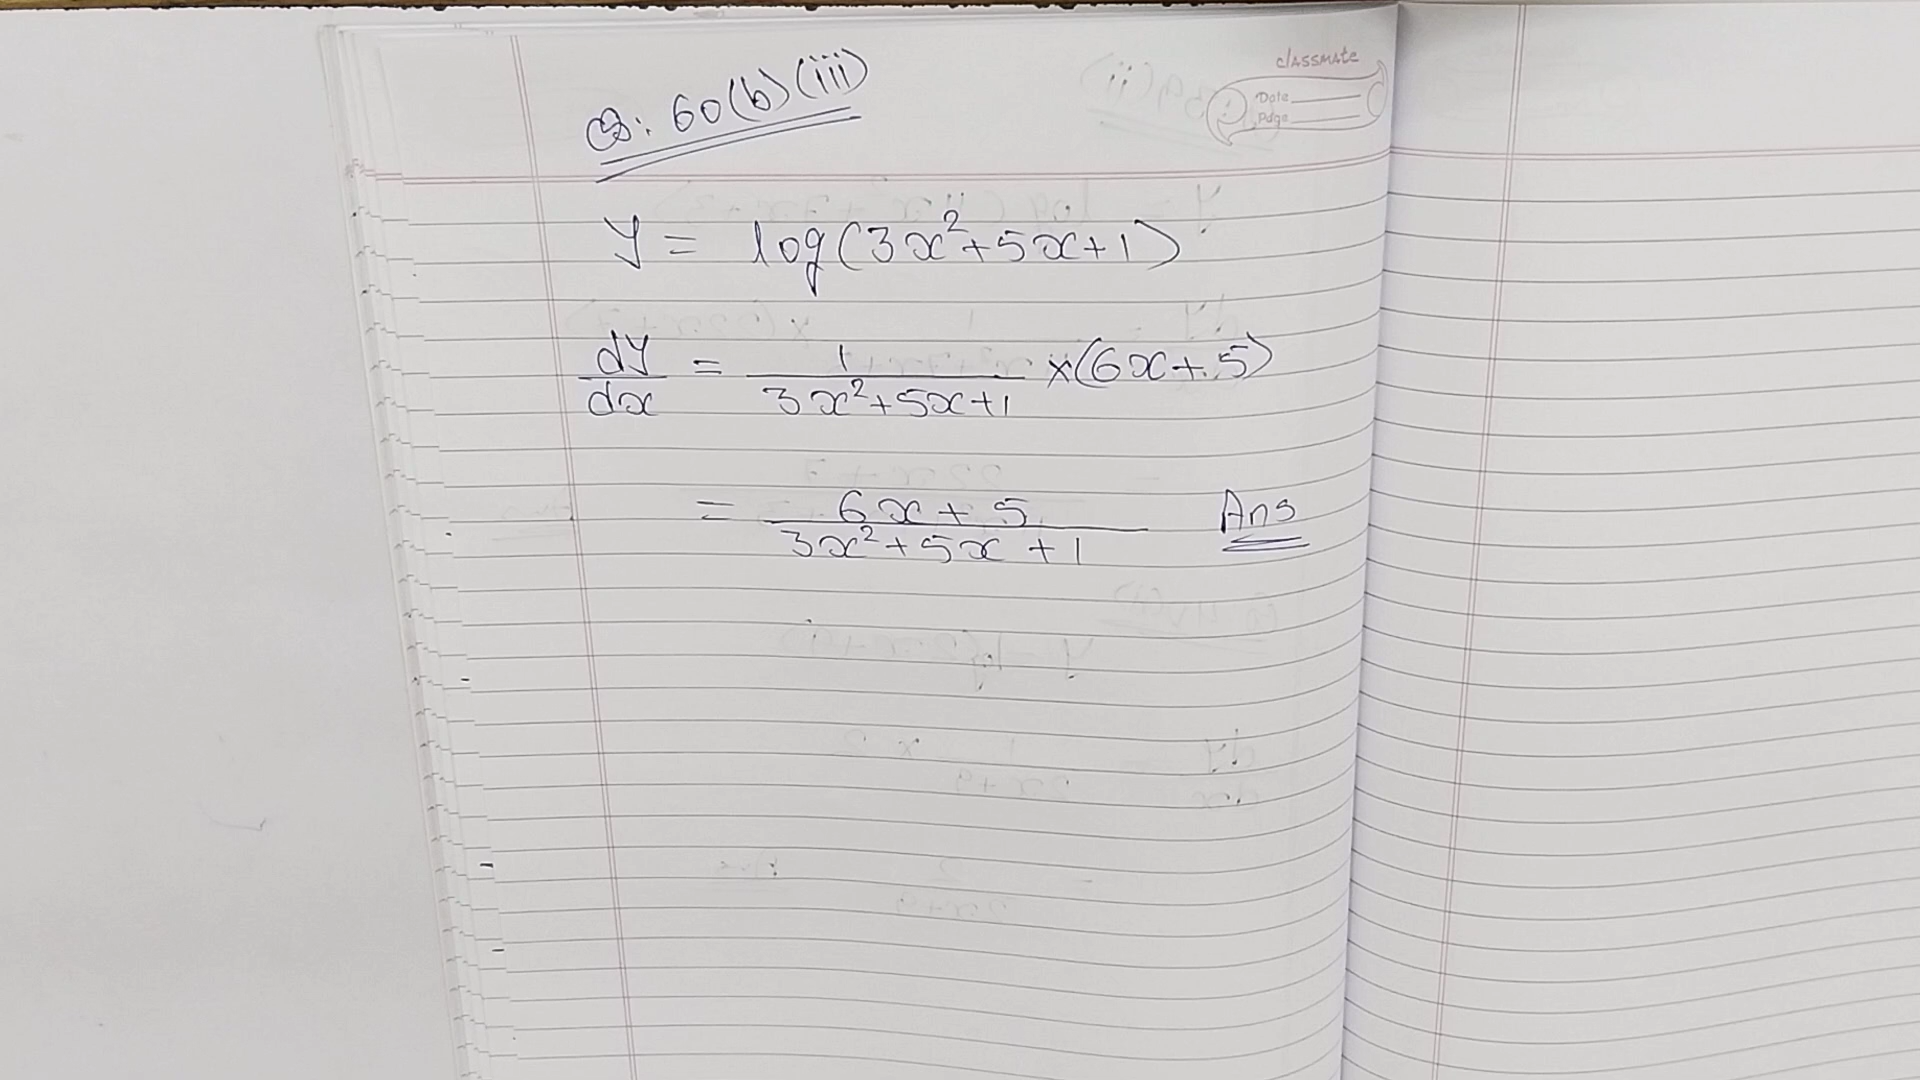 Q: 60(b)(iii)
classmate
Date
Page
y = log(3x²+5x+1)
dy/dx = 1/(3x²+5x+1) ×(6x+5)
= (6x+5)/(3x²+5x+1) Ans